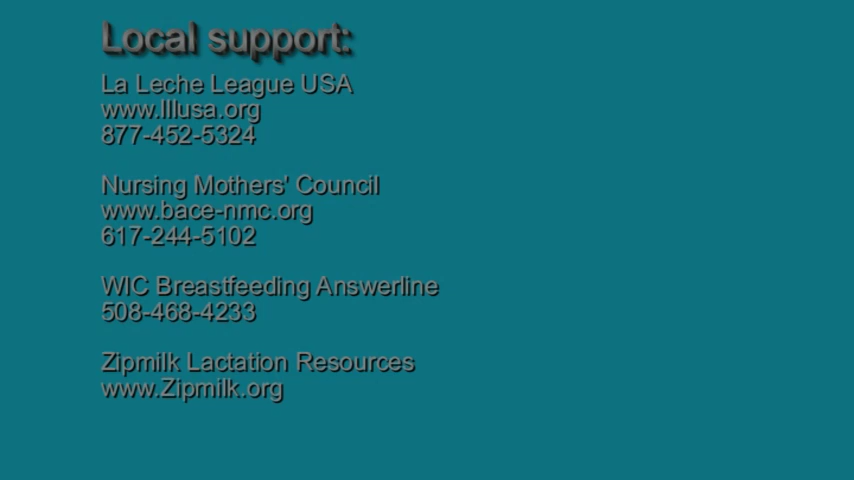 Local support:
La Leche League USA
www.lllusa.org
877-452-5324
Nursing Mothers' Council
www.bace-nmc.org
617-244-5102
WIC Breastfeeding Answerline
508-468-4233
Zipmilk Lactation Resources
www.Zipmilk.org